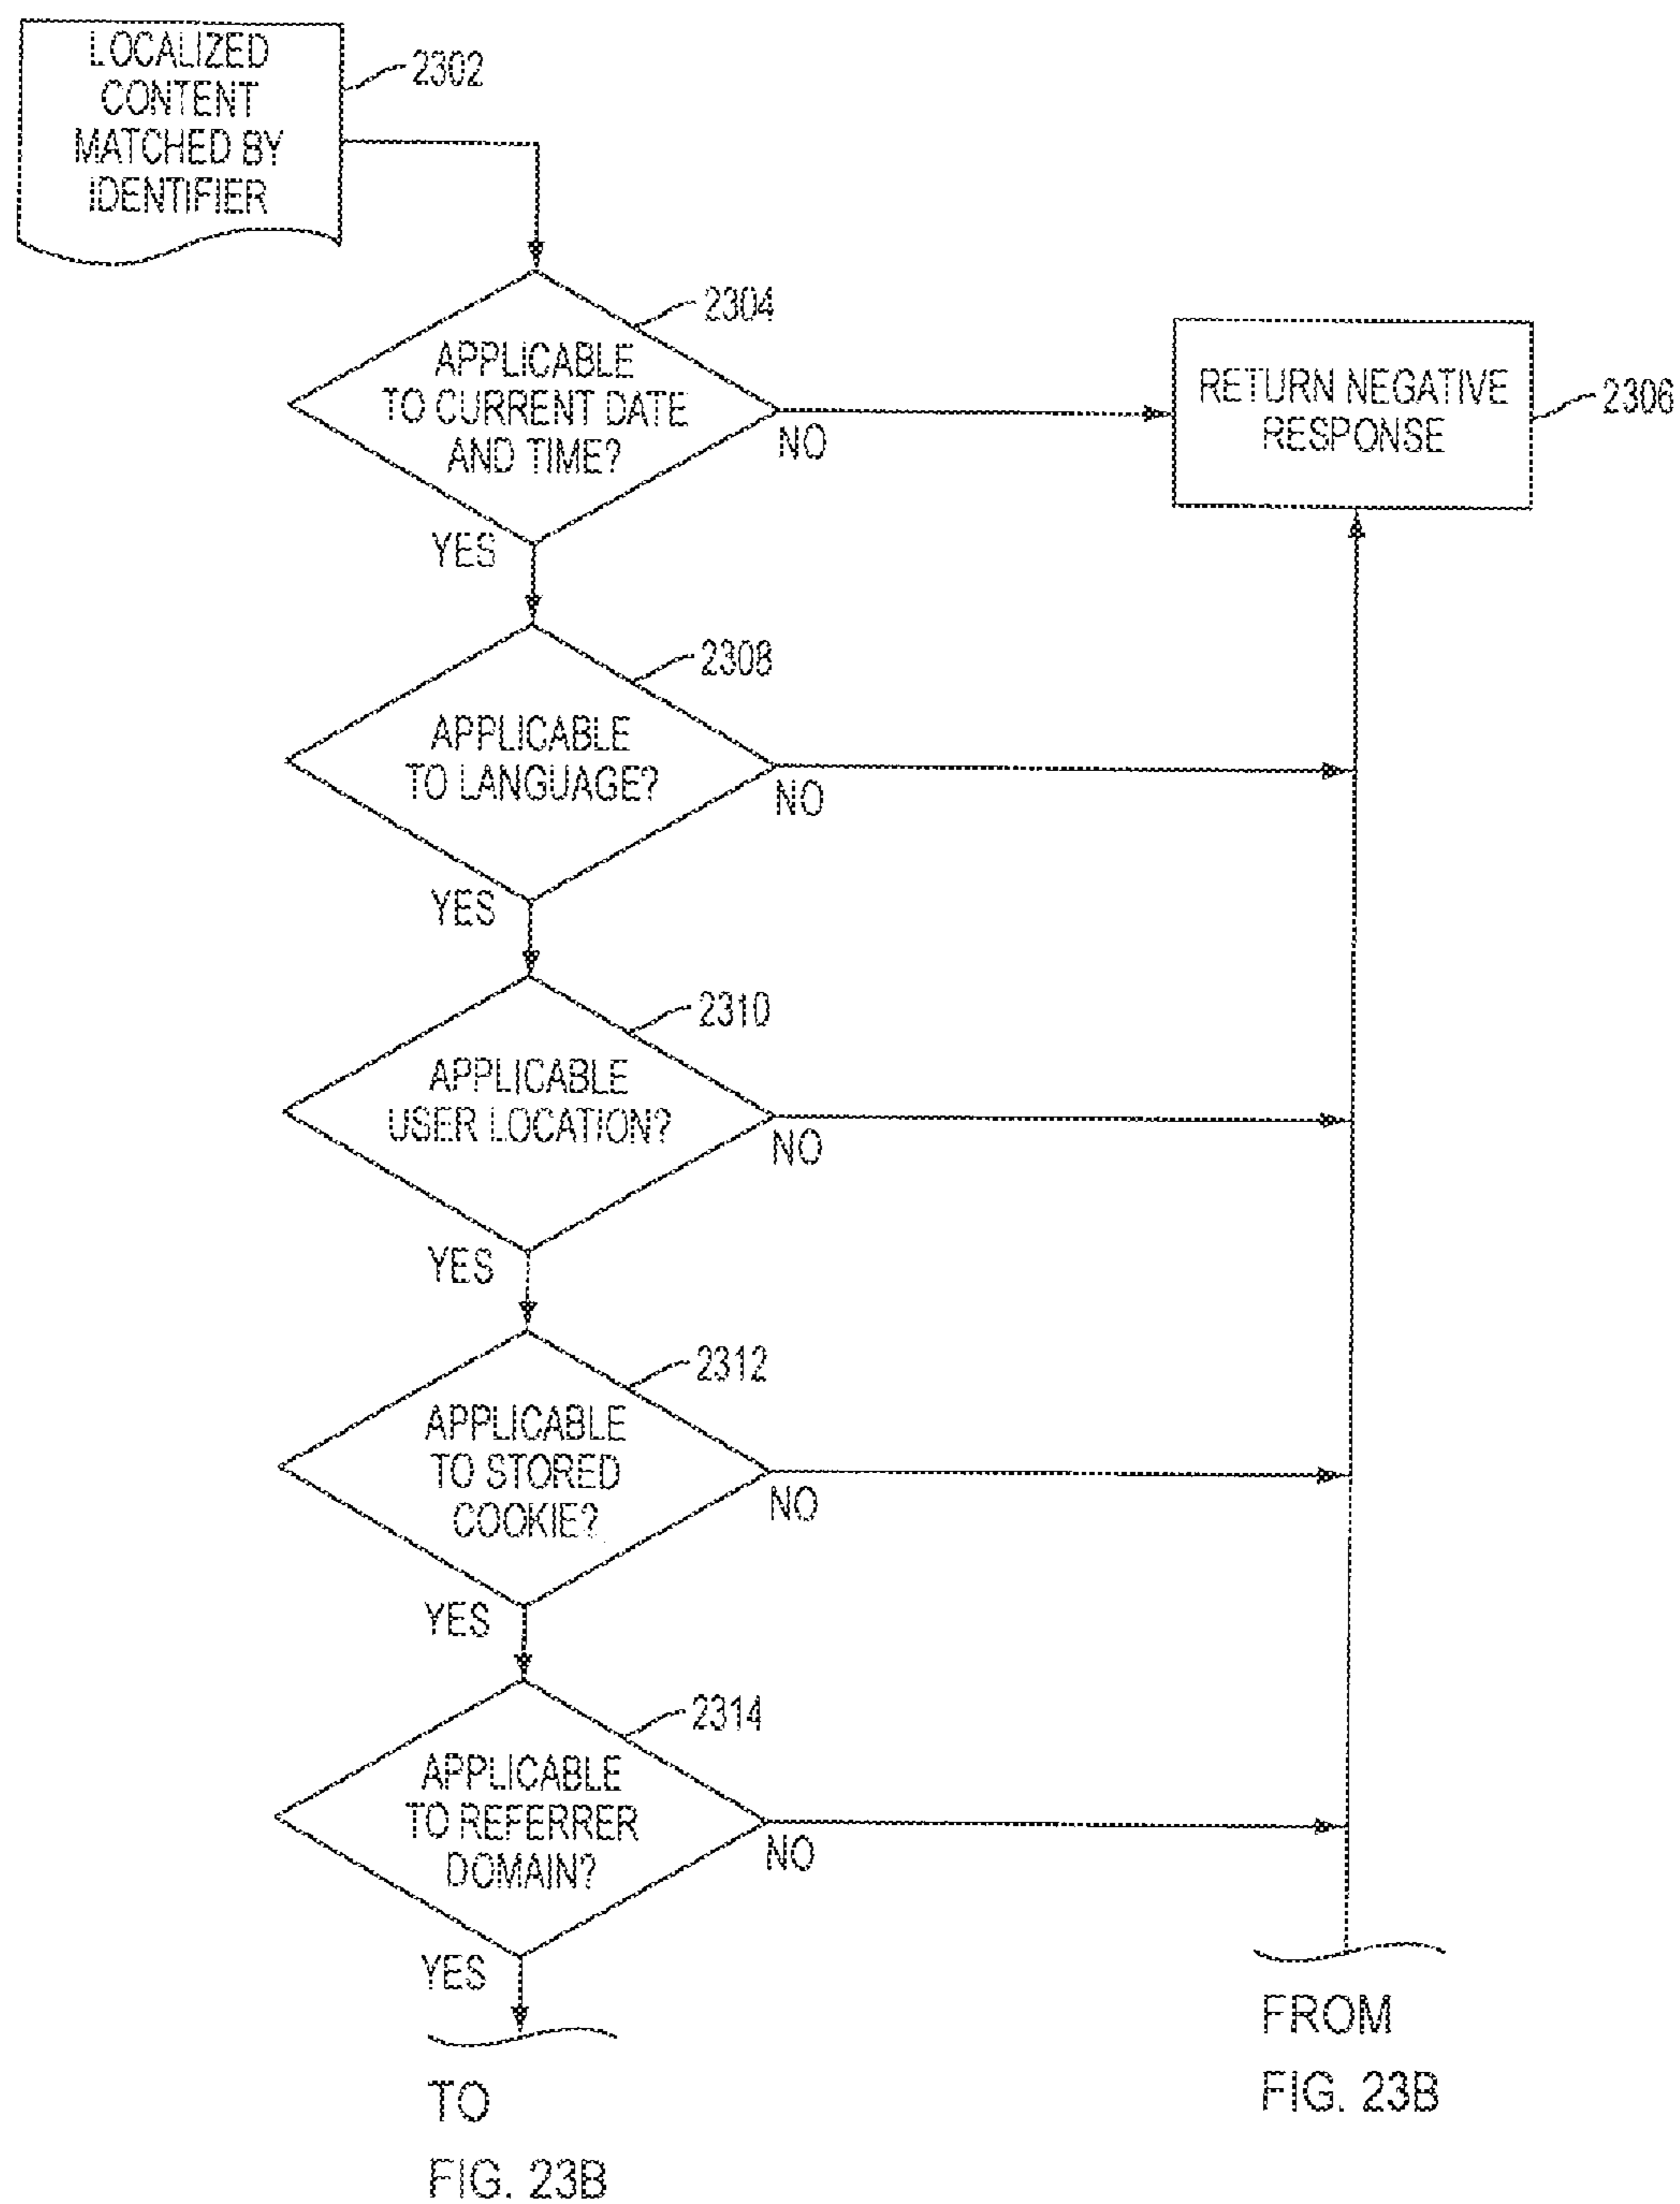 LOCALIZED
CONTENT
MATCHED BY
IDENTIFIER
2302
2304
APPLICABLE
TO CURRENT DATE
AND TIME?
NO
YES
RETURN NEGATIVE
RESPONSE
2306
2308
APPLICABLE
TO LANGUAGE?
NO
YES
2310
APPLICABLE
USER LOCATION?
NO
YES
2312
APPLICABLE
TO STORED
COOKIE?
NO
YES
2314
APPLICABLE
TO REFERRER
DOMAIN?
NO
YES
TO
FIG. 23B
FROM
FIG. 23B